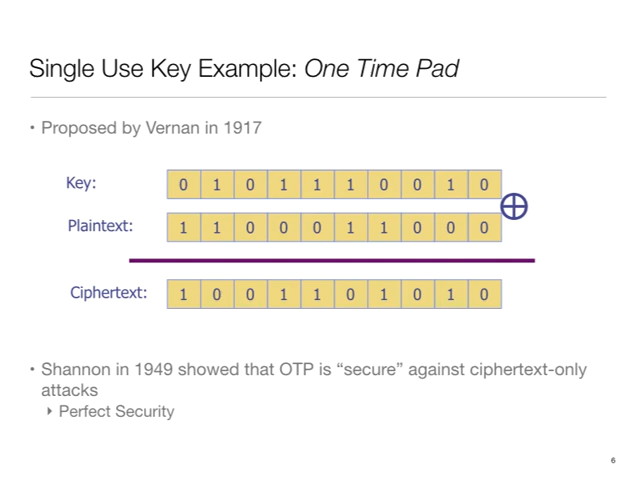 Single Use Key Example: One Time Pad
• Proposed by Vernan in 1917
Key: 0 1 0 1 1 1 0 0 1 0
Plaintext: 1 1 0 0 0 1 1 0 0 0
Ciphertext: 1 0 0 1 1 0 1 0 1 0
• Shannon in 1949 showed that OTP is “secure” against ciphertext-only
attacks
‣ Perfect Security
6